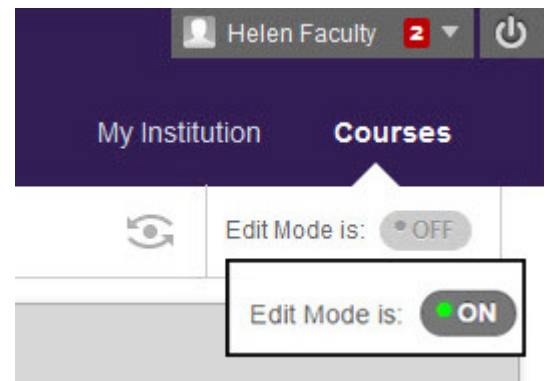 Helen Faculty 2
My Institution Courses
Edit Mode is: OFF
Edit Mode is: ON